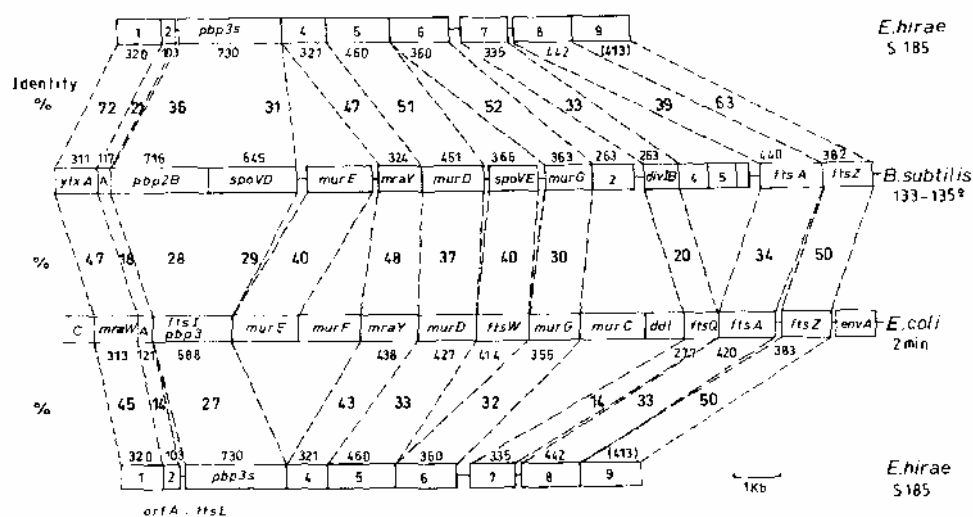 1 2 pbp3s 4 5 6 7 8 9 E.hirae
320 103 730 321 460 360 335 442 (413) S 185
Identity
% 72 21 36 31 47 51 52 33 39 63
311 117 716 645 324 451 366 363 263 263 440 382
ylxA A pbp2B spoVD murE mraY murD spoVE murG 2 divIB 4 5 ftsA ftsZ B.subtilis
133-135º
% 47 18 28 29 40 48 37 40 30 20 34 50
C mraW A ftsI pbp3 murE murF mraY murD ftsW murG murC ddl ftsQ ftsA ftsZ envA E.coli
313 121 588 438 427 414 355 277 420 383 2 min
% 45 14 27 43 33 32 14 33 50
320 103 730 321 460 360 335 442 (413)
1 2 pbp3s 4 5 6 7 8 9 E.hirae
1Kb S185
orfA . ftsL